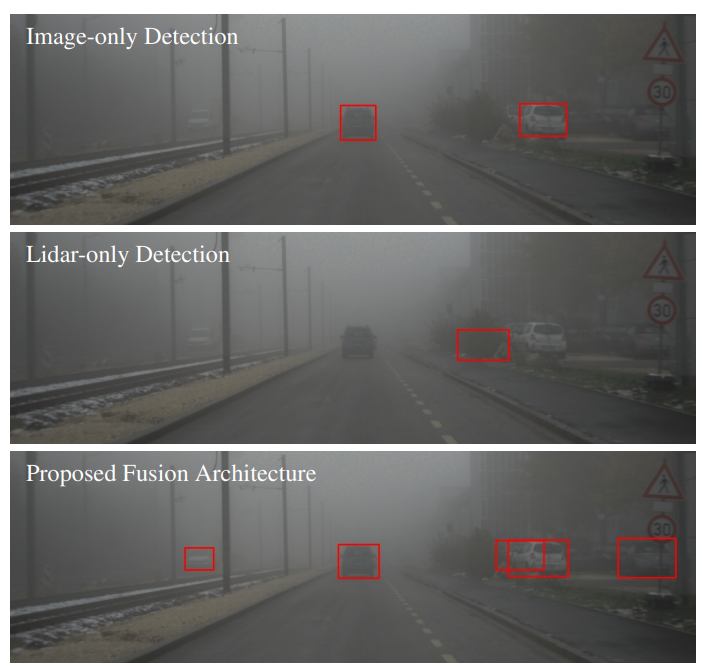 Image-only Detection
30
Lidar-only Detection
30
Proposed Fusion Architecture
30